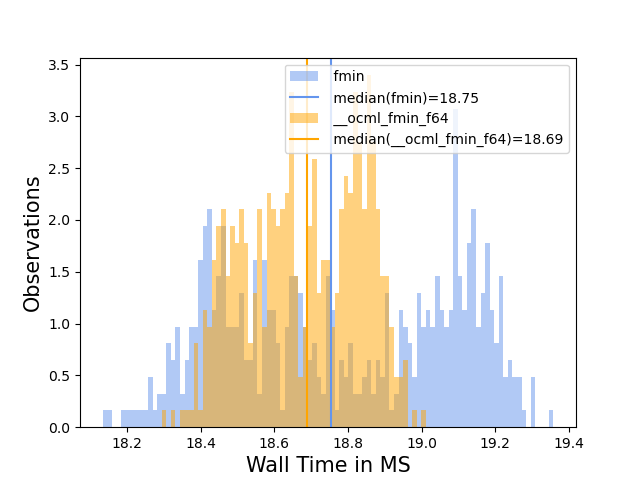 fmin
median(fmin)=18.75
__ocml_fmin_f64
median(__ocml_fmin_f64)=18.69
3.5
3.0
2.5
2.0
1.5
1.0
0.5
0.0
Observations
18.2 18.4 18.6 18.8 19.0 19.2 19.4
Wall Time in MS